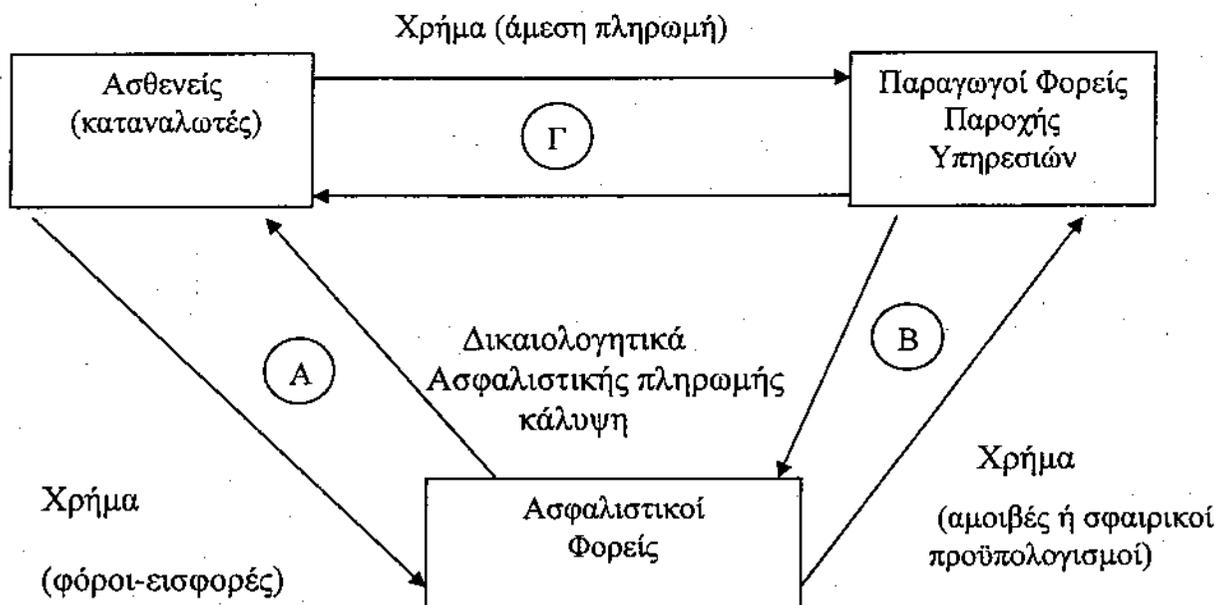 Χρήμα (άμεση πληρωμή)
Ασθενείς
(καταναλωτές)
Παραγωγοί Φορείς
Παροχής
Υπηρεσιών
Γ
Α
Β
Δικαιολογητικά
Ασφαλιστικής πληρωμής
κάλυψη
Χρήμα
(φόροι-εισφορές)
Ασφαλιστικοί
Φορείς
Χρήμα
(αμοιβές ή σφαιρικοί
προϋπολογισμοί)